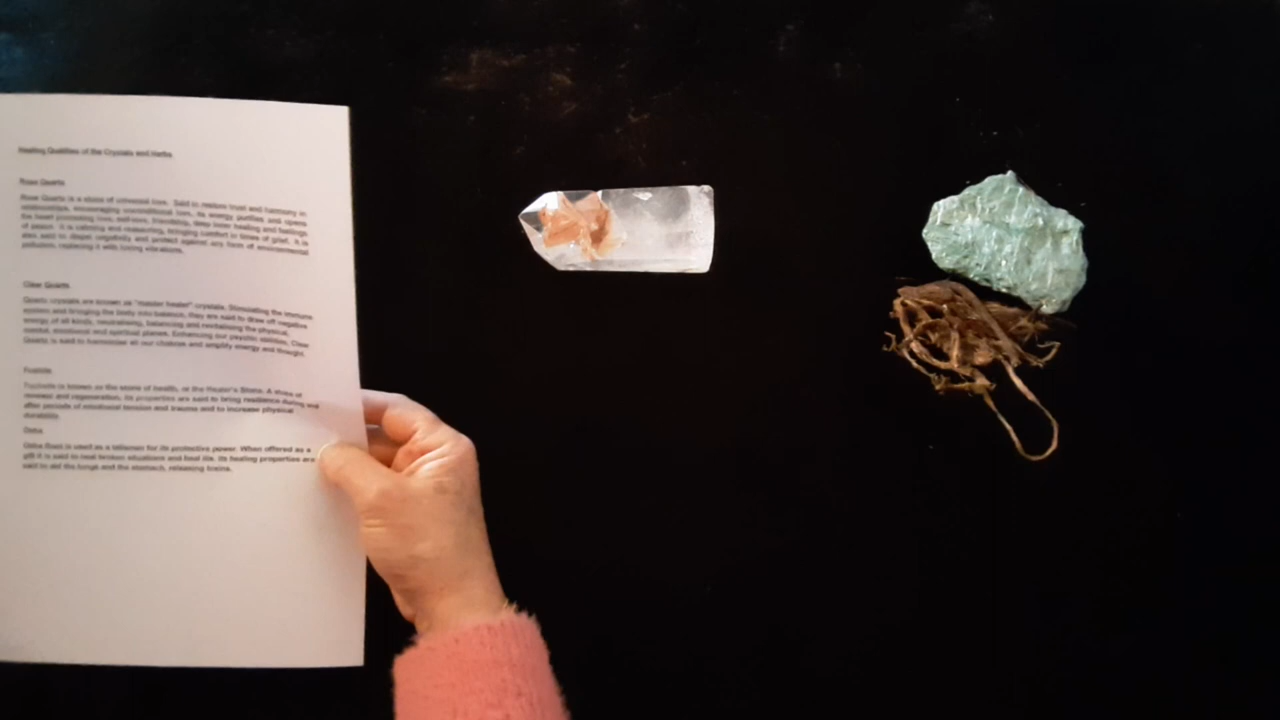 Healing Qualities of the Crystals and Herbs
Rose Quartz
Rose Quartz is a stone of universal love. Said to restore trust and harmony in
relationships, encouraging unconditional love, its energy purifies and opens
the heart promoting love, self-love, friendship, deep inner healing and feelings
of peace. It is calming and reassuring, bringing comfort in times of grief. It is
also said to dispel negativity and protect against any form of environmental
pollution, replacing it with loving vibrations.
Clear Quartz
Quartz crystals are known as "master healer" crystals. Stimulating the immune
system and bringing the body into balance, they are said to draw off negative
energy of all kinds, neutralising, balancing and revitalising the physical,
mental, emotional and spiritual planes. Enhancing our psychic abilities, Clear
Quartz is said to harmonise all our chakras and amplify energy and thought.
Fuchsite
Fuchsite is known as the stone of health, or the Healer's Stone. A stone of
renewal and regeneration, its properties are said to bring resilience during and
after periods of emotional tension and trauma and to increase physical
durability.
Osha
Osha Root is used as a talisman for its protective power. When offered as a
gift it is said to heal broken situations and heal life. Its healing properties are
said to aid the lungs and the stomach, releasing toxins.